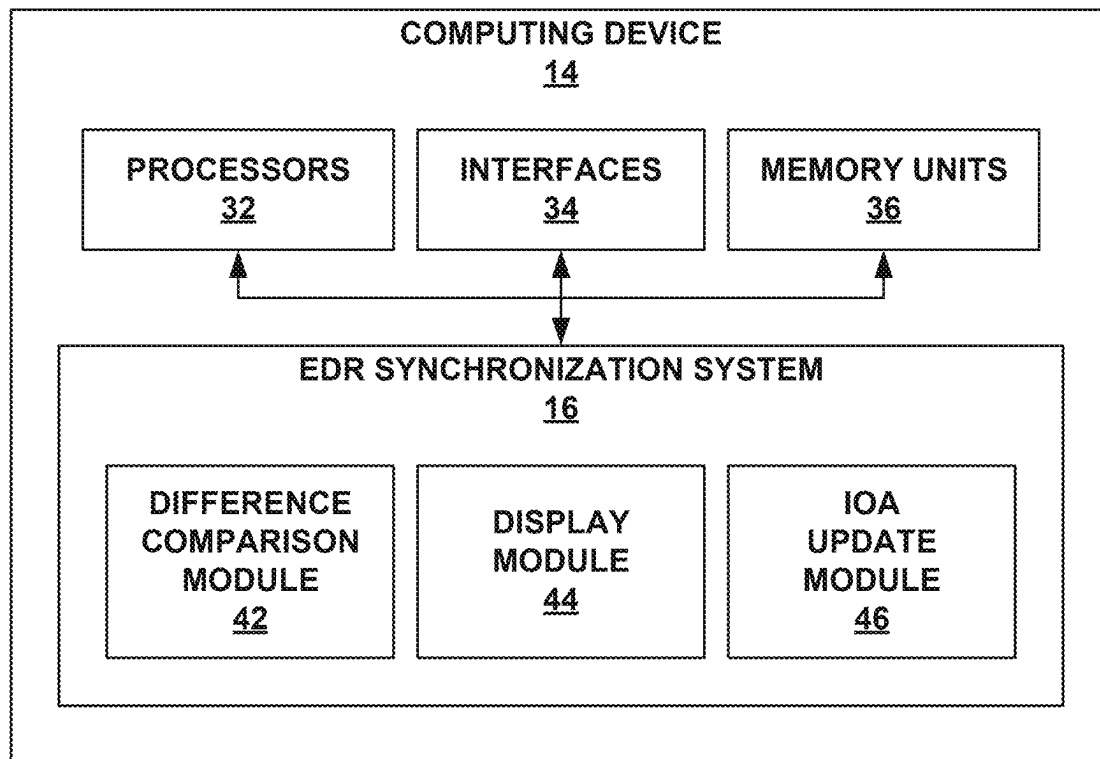 COMPUTING DEVICE
14
PROCESSORS
32
INTERFACES
34
MEMORY UNITS
36
EDR SYNCHRONIZATION SYSTEM
16
DIFFERENCE
COMPARISON
MODULE
42
DISPLAY
MODULE
44
IOA
UPDATE
MODULE
46